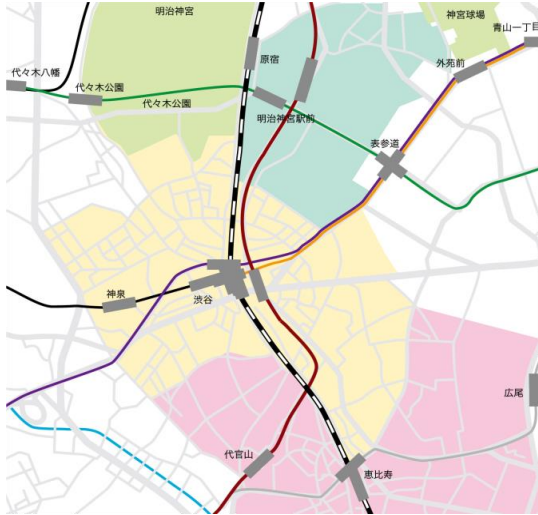 明治神宮
神宮球場
青山一丁目
原宿
外苑前
代々木八幡
代々木公園
代々木公園
明治神宮駅前
表参道
神泉
渋谷
広尾
代官山
恵比寿